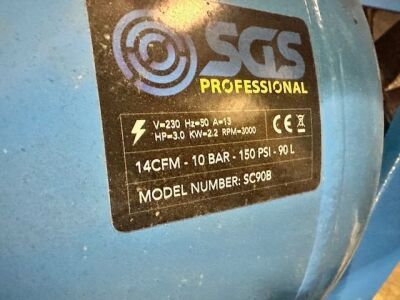 SGS
PROFESSIONAL
V=230 Hz=50 A=13
HP=3.0 KW=2.2 RPM=3000
CE
14CFM - 10 BAR - 150 PSI - 90 L
MODEL NUMBER: SC90B